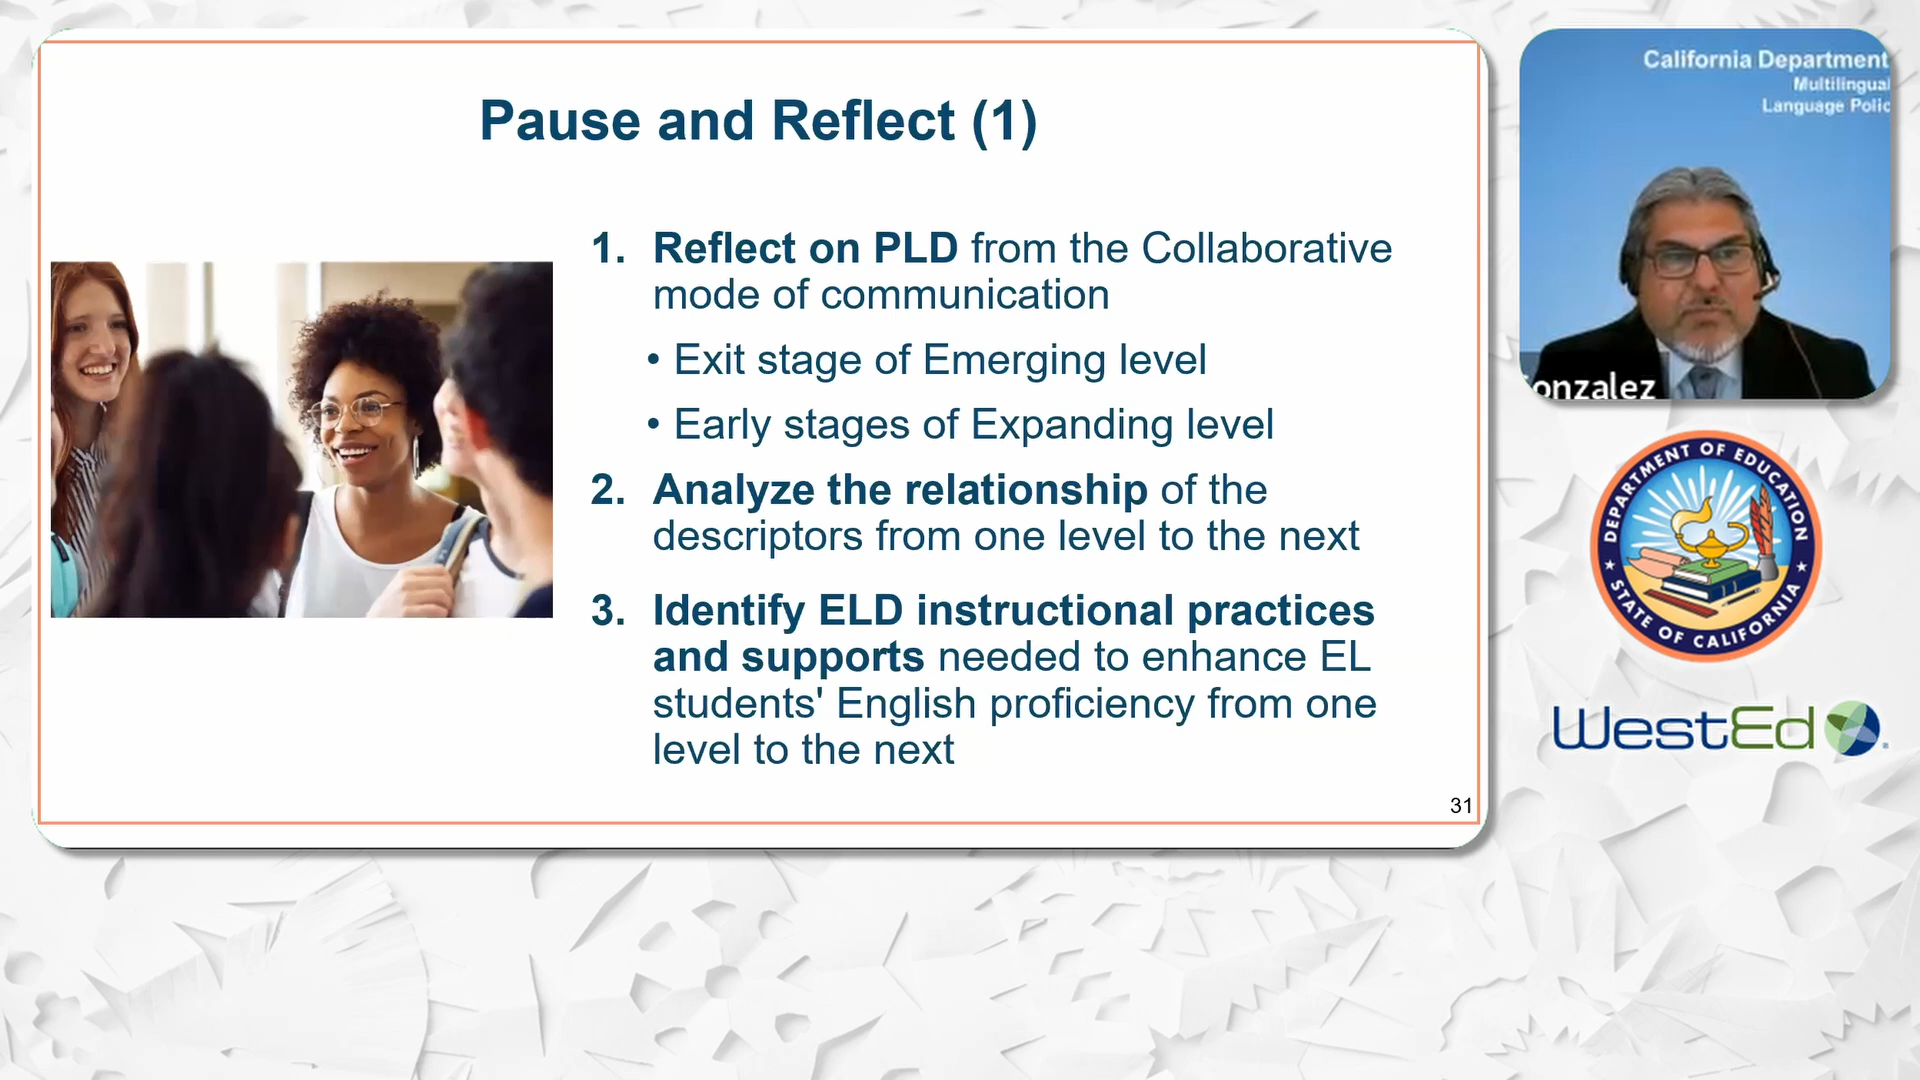 Pause and Reflect (1)
1. Reflect on PLD from the Collaborative
mode of communication
• Exit stage of Emerging level
• Early stages of Expanding level
2. Analyze the relationship of the
descriptors from one level to the next
3. Identify ELD instructional practices
and supports needed to enhance EL
students' English proficiency from one
level to the next
31
California Department
Multilingual
Language Polic
onzalez
DEPARTMENT OF EDUCATION
STATE OF CALIFORNIA
WestEd